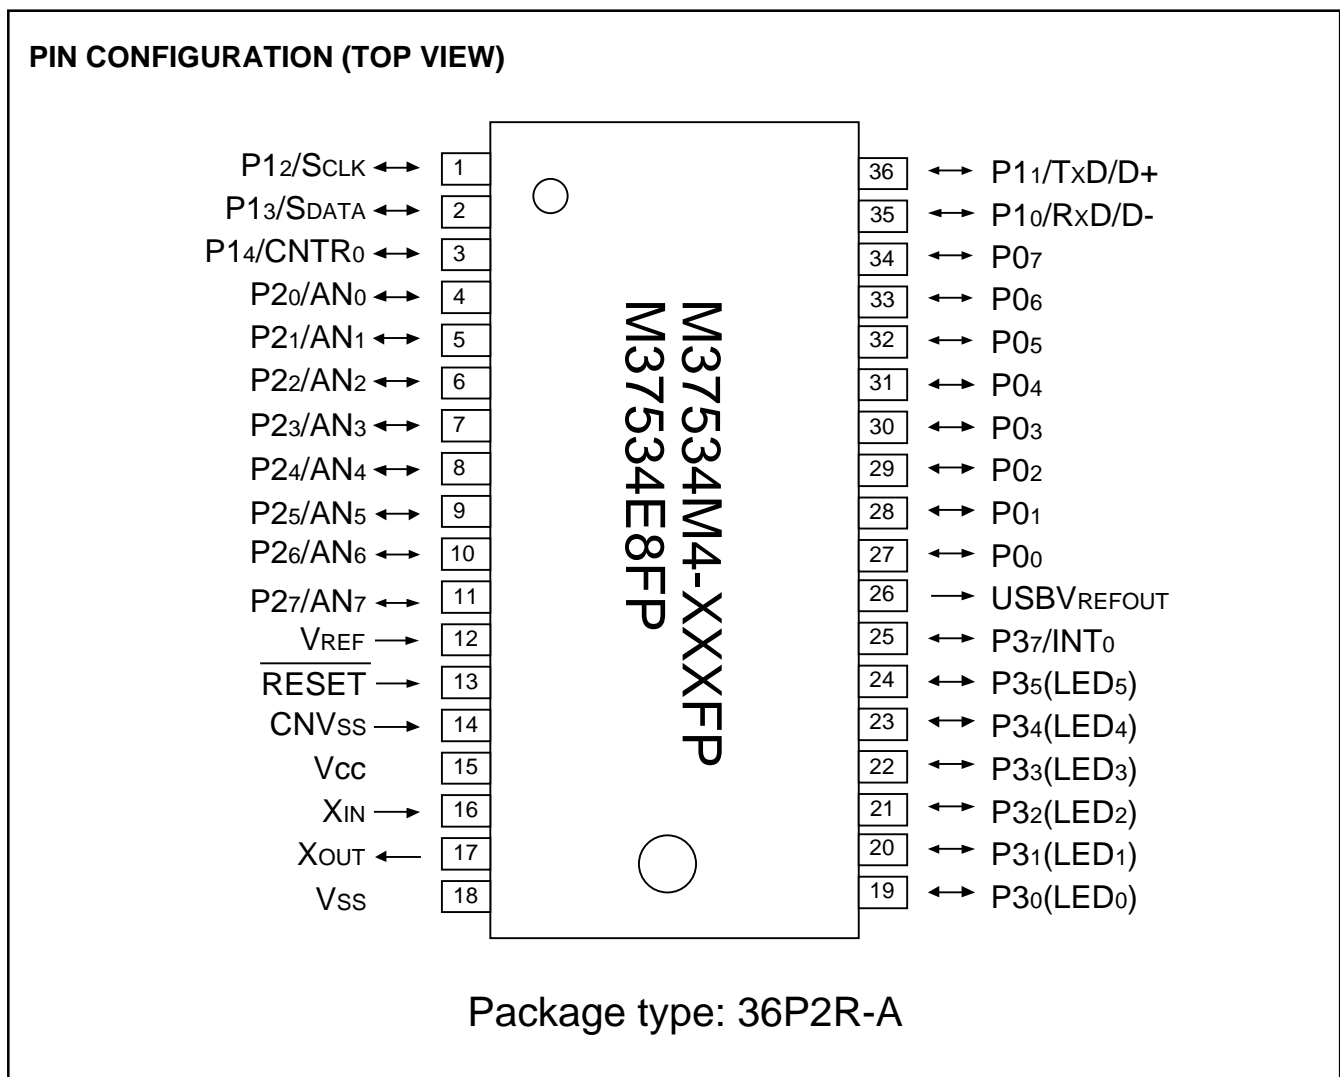 PIN CONFIGURATION (TOP VIEW)
P12/SCLK 1
P13/SDATA 2
P14/CNTR0 3
P20/AN0 4
P21/AN1 5
P22/AN2 6
P23/AN3 7
P24/AN4 8
P25/AN5 9
P26/AN6 10
P27/AN7 11
VREF 12
RESET 13
CNVSS 14
Vcc 15
XIN 16
XOUT 17
VSS 18
M37534M4-XXXFP
M37534E8FP
36 P11/TxD/D+
35 P10/RxD/D-
34 P07
33 P06
32 P05
31 P04
30 P03
29 P02
28 P01
27 P00
26 USBVREFOUT
25 P37/INT0
24 P35(LED5)
23 P34(LED4)
22 P33(LED3)
21 P32(LED2)
20 P31(LED1)
19 P30(LED0)
Package type: 36P2R-A